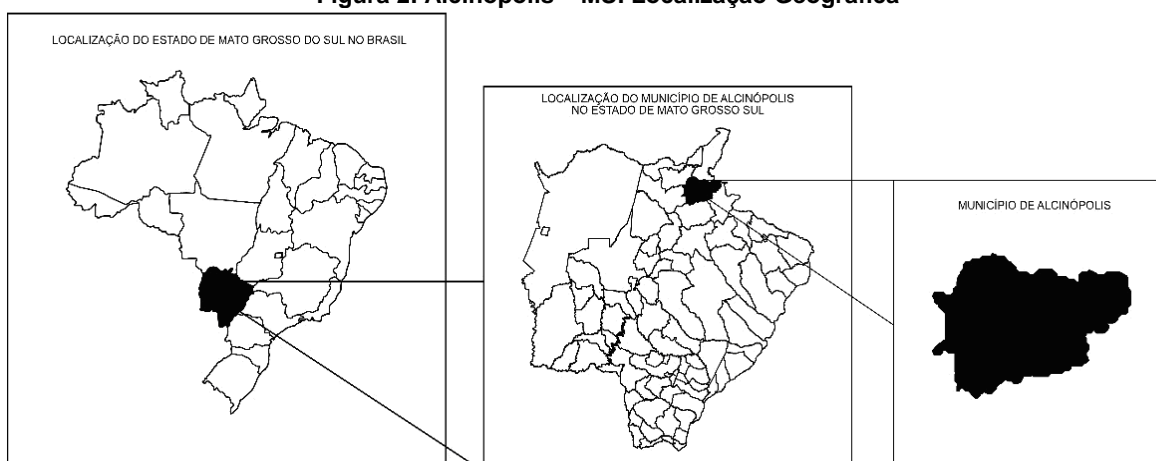 Figura 2: Alcinópolis – MS: Localização Geográfica
LOCALIZAÇÃO DO ESTADO DE MATO GROSSO DO SUL NO BRASIL
LOCALIZAÇÃO DO MUNICÍPIO DE ALCINÓPOLIS
NO ESTADO DE MATO GROSSO SUL
MUNICÍPIO DE ALCINÓPOLIS